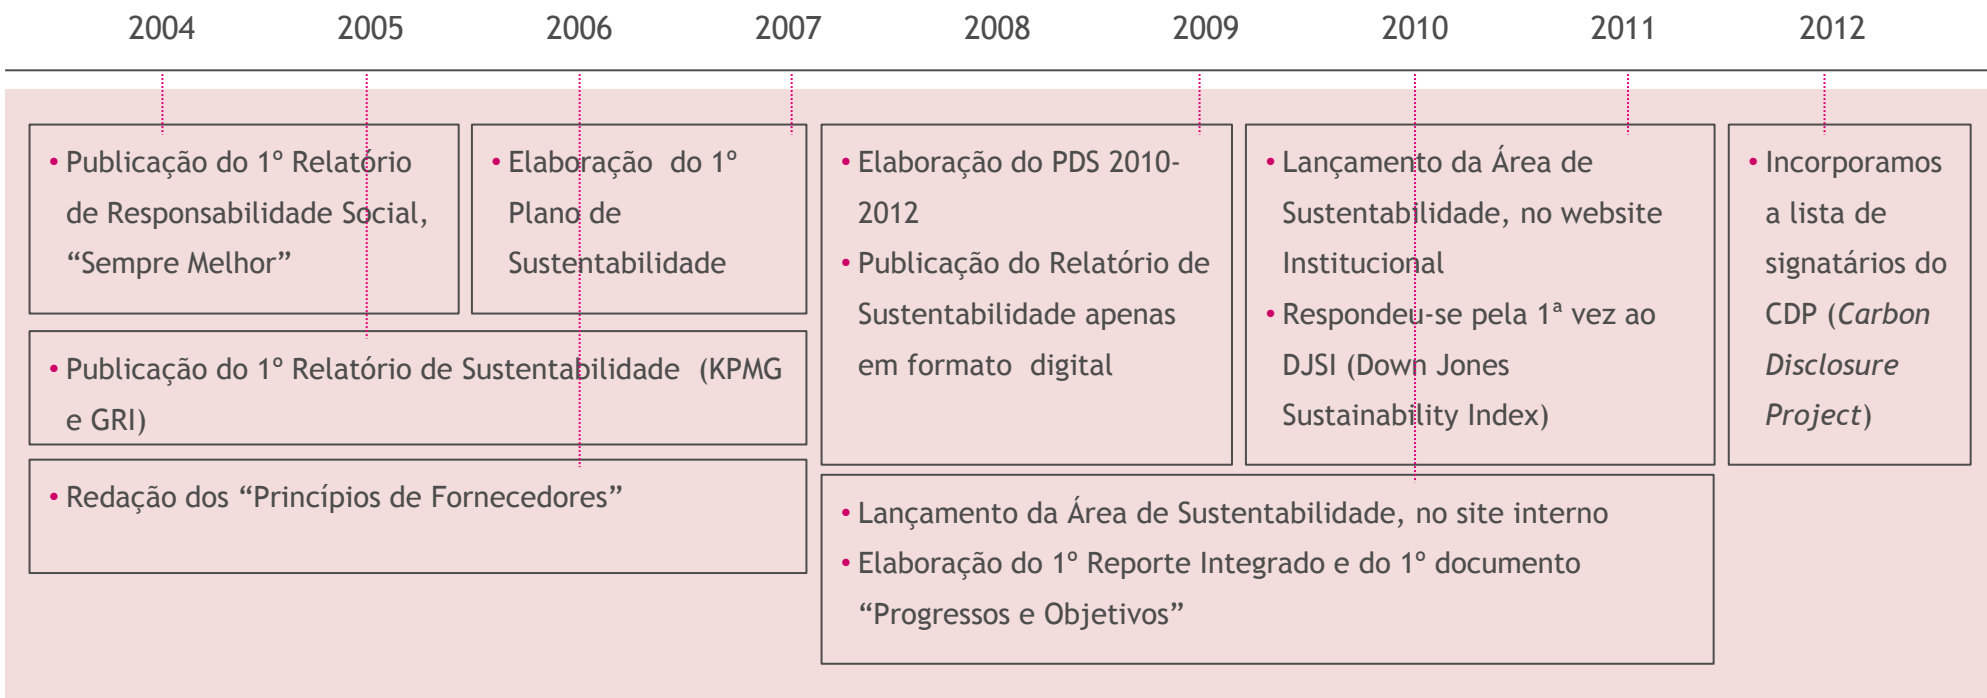 2004 2005 2006 2007 2008 2009 2010 2011 2012
• Publicação do 1º Relatório
de Responsabilidade Social,
“Sempre Melhor”
• Elaboração do 1º
Plano de
Sustentabilidade
• Publicação do 1º Relatório de Sustentabilidade (KPMG
e GRI)
• Redação dos “Princípios de Fornecedores”
• Elaboração do PDS 2010-
2012
• Publicação do Relatório de
Sustentabilidade apenas
em formato digital
• Lançamento da Área de
Sustentabilidade, no website
Institucional
• Respondeu-se pela 1ª vez ao
DJSI (Down Jones
Sustainability Index)
• Lançamento da Área de Sustentabilidade, no site interno
• Elaboração do 1º Reporte Integrado e do 1º documento
“Progressos e Objetivos”
• Incorporamos
a lista de
signatários do
CDP (Carbon
Disclosure
Project)